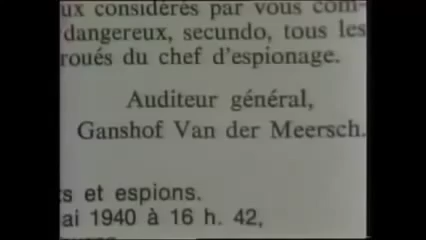 ux considérés par vous com-
dangereux, secundo, tous les
roués du chef d'espionage.
Auditeur général,
Ganshof Van der Meersch.
s et espions.
ai 1940 à 16 h. 42,